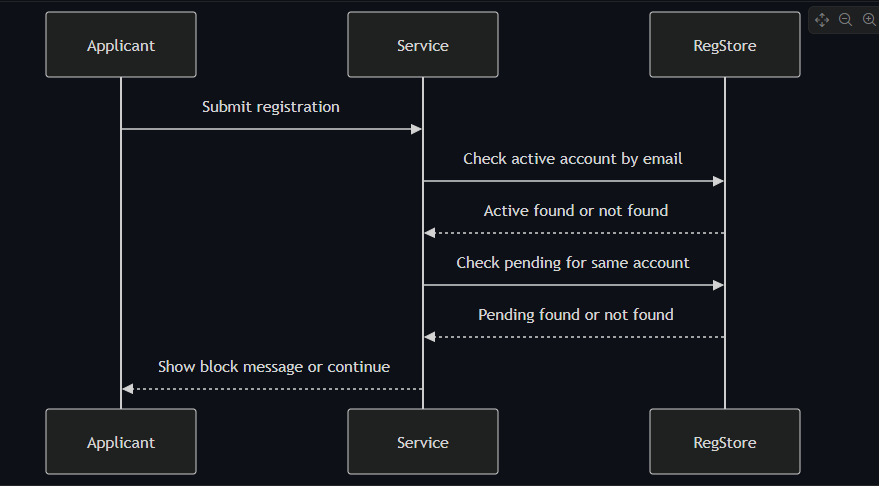 Applicant
Service
RegStore
Submit registration
Check active account by email
Active found or not found
Check pending for same account
Pending found or not found
Show block message or continue
Applicant
Service
RegStore